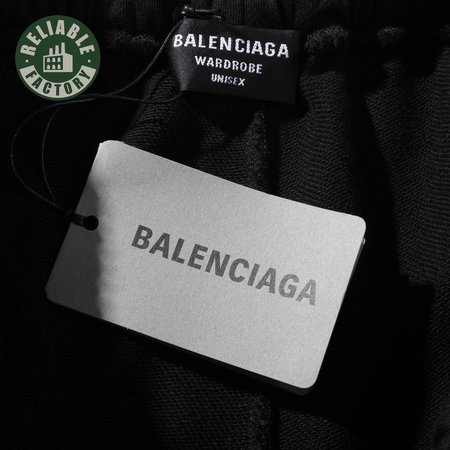 RELIABLE
FACTORY
BALENCIAGA
WARDROBE
UNISEX
BALENCIAGA